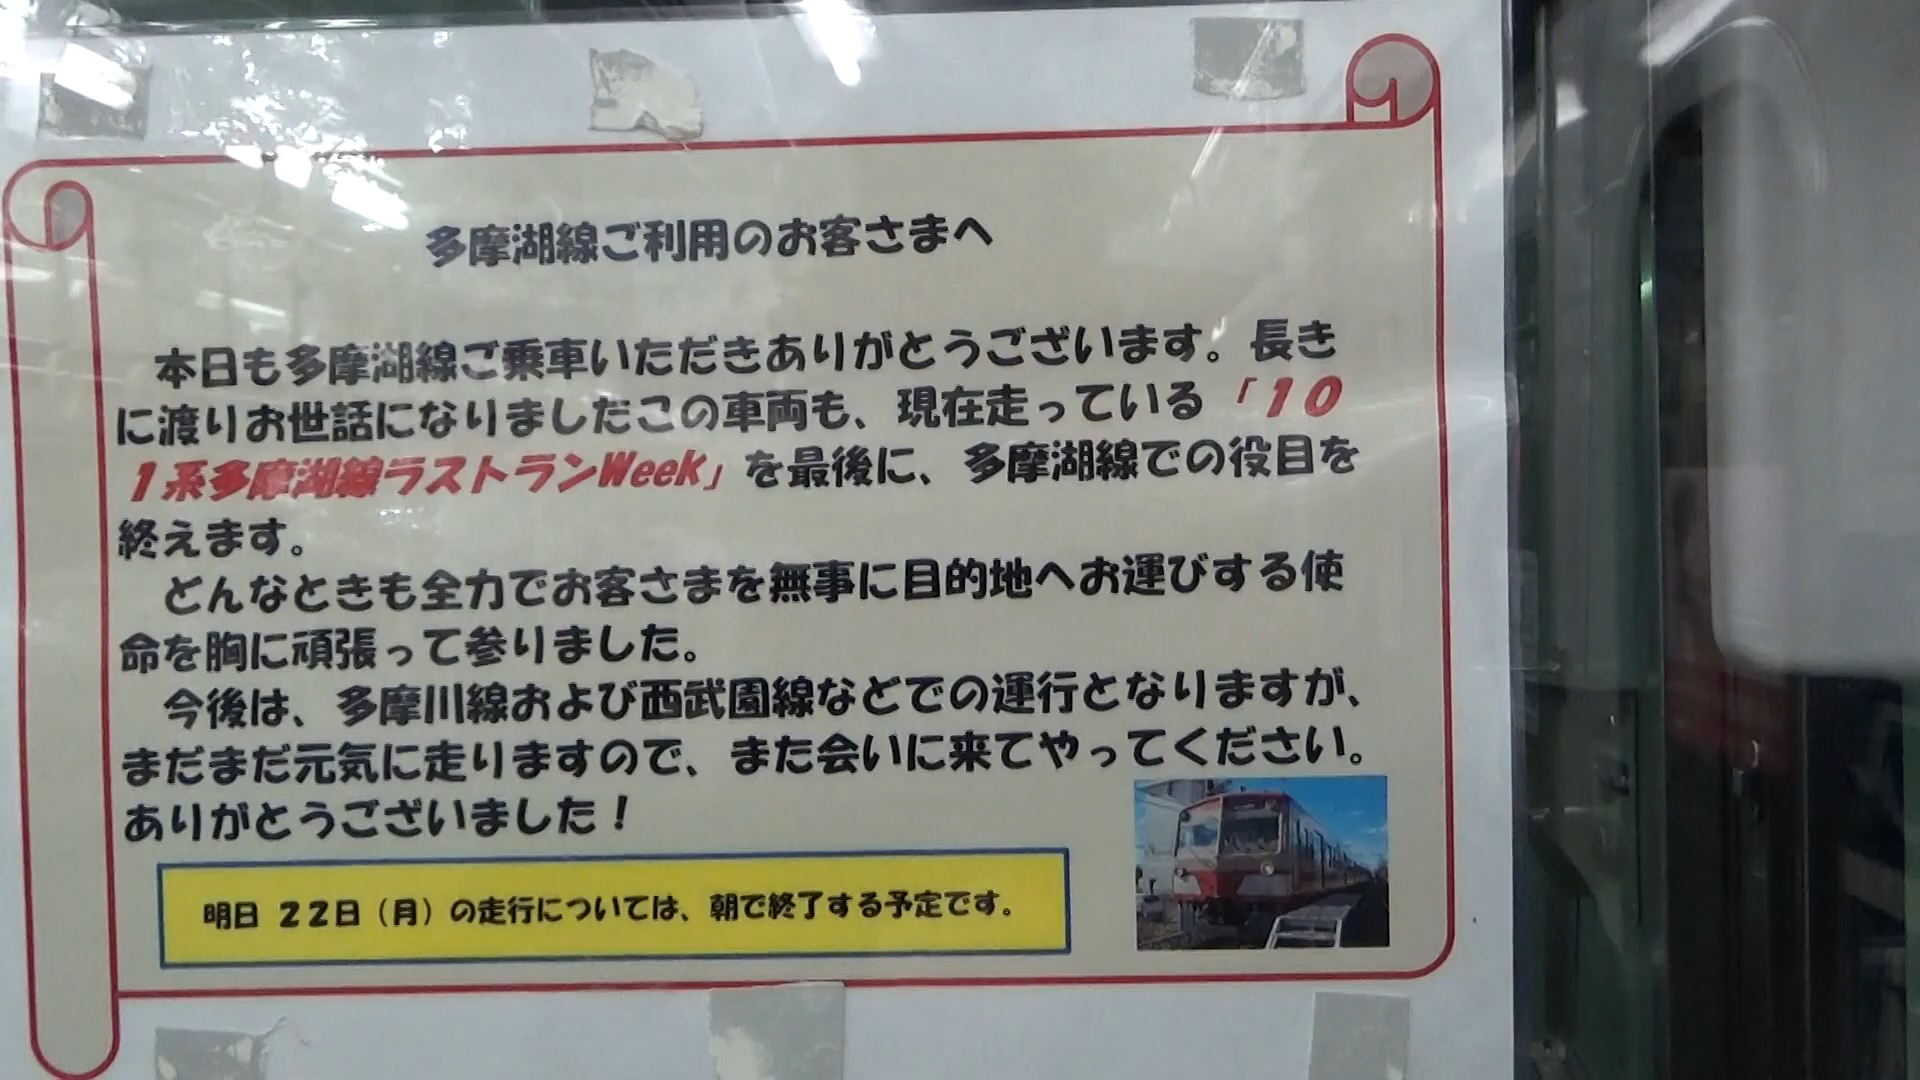 多摩湖線ご利用のお客さまへ
本日も多摩湖線ご乗車いただきありがとうございます。長き
に渡りお世話になりましたこの車両も、現在走っている「１０
１系多摩湖線ラストランWeek」を最後に、多摩湖線での役目を
終えます。
どんなときも全力でお客さまを無事に目的地へお運びする使
命を胸に頑張って参りました。
今後は、多摩川線および西武園線などでの運行となりますが、
まだまだ元気に走りますので、また会いに来てやってください。
ありがとうございました！
明日 ２２日（月）の走行については、朝で終了する予定です。